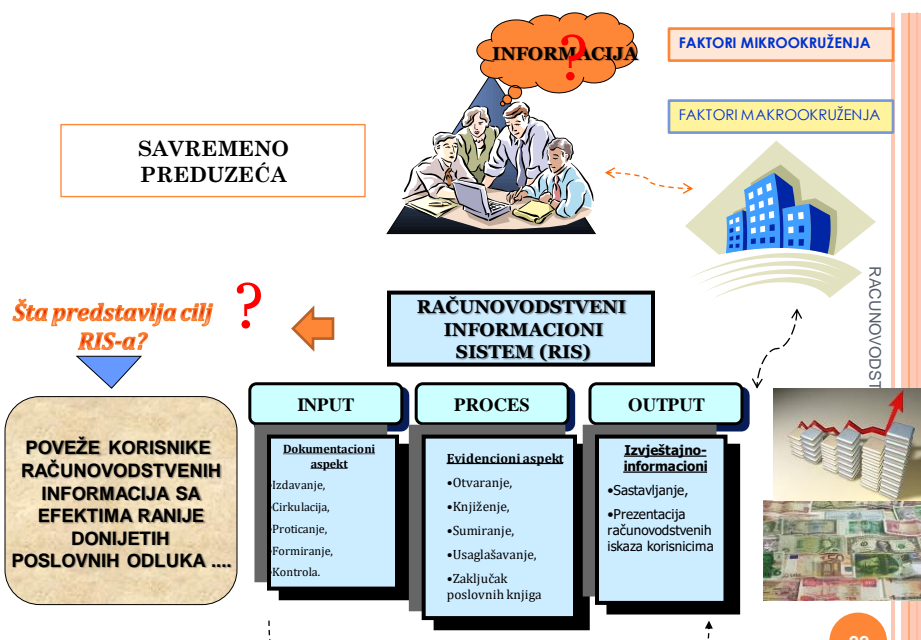 INFORMACIJA
?
FAKTORI MIKROOKRUŽENJA
FAKTORI MAKROOKRUŽENJA
SAVREMENO
PREDUZEĆA
RACUNOVODST
Šta predstavlja cilj
RIS-a?
?
RAČUNOVODSTVENI
INFORMACIONI
SISTEM (RIS)
POVEŽE KORISNIKE
RAČUNOVODSTVENIH
INFORMACIJA SA
EFEKTIMA RANIJE
DONIJETIH
POSLOVNIH ODLUKA ....
INPUT
Dokumentacioni
aspekt
•Izdavanje,
•Cirkulacija,
•Proticanje,
•Formiranje,
•Kontrola.
PROCES
Evidencioni aspekt
•Otvaranje,
•Knjiženje,
•Sumiranje,
•Usaglašavanje,
•Zaključak
poslovnih knjiga
OUTPUT
Izvještajno-
informacioni
•Sastavljanje,
•Prezentacija
računovodstvenih
iskaza korisnicima